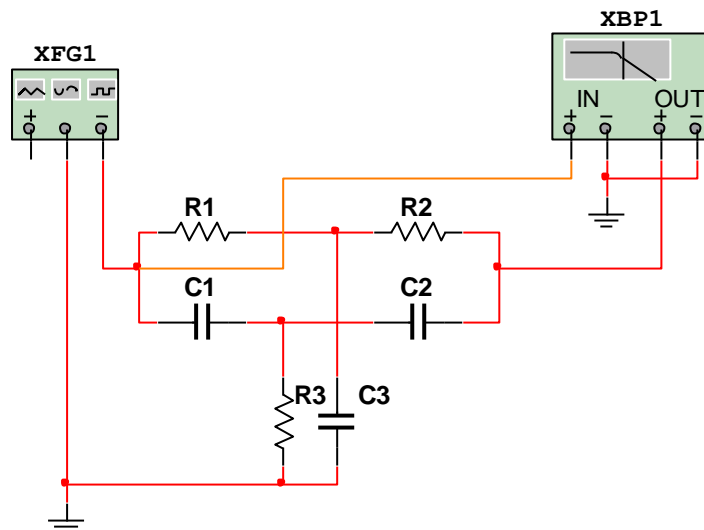 XBP1
XFG1
IN OUT
+ - + -
+ -
R1 R2
C1 C2
R3 C3